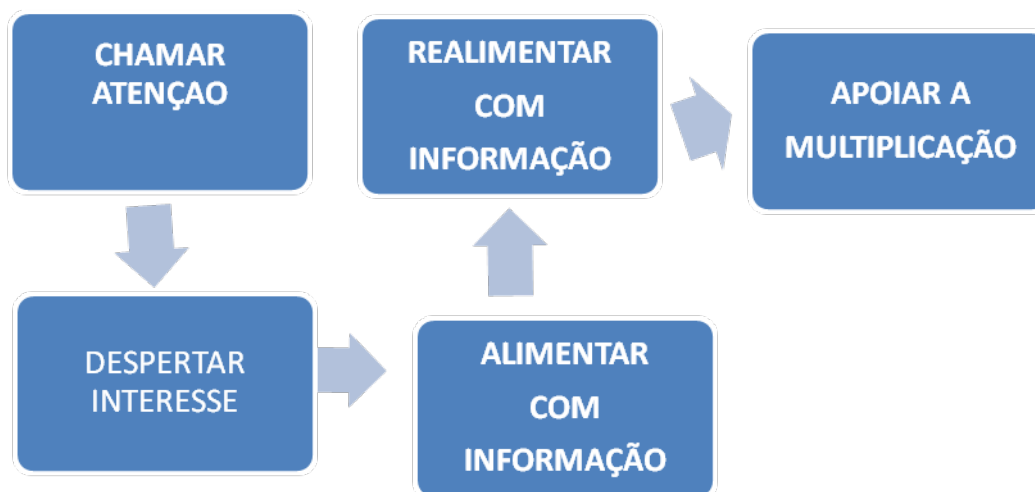 CHAMAR
ATENÇAO
DESPERTAR
INTERESSE
ALIMENTAR
COM
INFORMAÇÃO
REALIMENTAR
COM
INFORMAÇÃO
APOIAR A
MULTIPLICAÇÃO